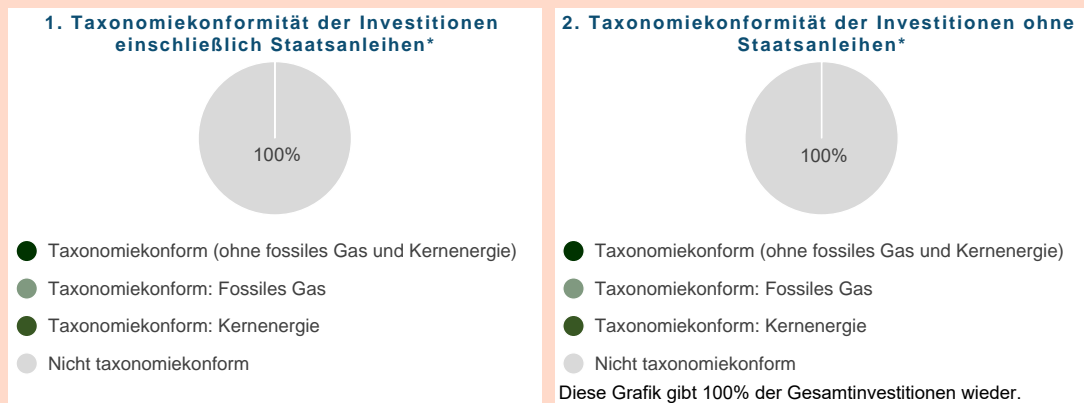 1. Taxonomiekonformität der Investitionen
einschließlich Staatsanleihen*
100%
Taxonomiekonform (ohne fossiles Gas und Kernenergie)
Taxonomiekonform: Fossiles Gas
Taxonomiekonform: Kernenergie
Nicht taxonomiekonform
2. Taxonomiekonformität der Investitionen ohne
Staatsanleihen*
100%
Taxonomiekonform (ohne fossiles Gas und Kernenergie)
Taxonomiekonform: Fossiles Gas
Taxonomiekonform: Kernenergie
Nicht taxonomiekonform
Diese Grafik gibt 100% der Gesamtinvestitionen wieder.